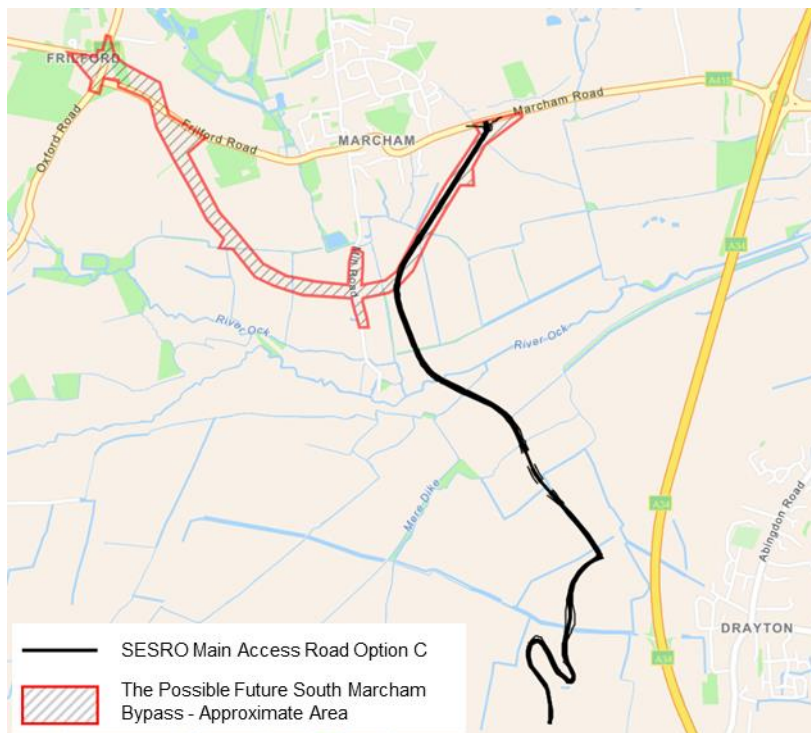 FRILFORD
Oxford Road
Frilford Road
MARCHAM
Marcham Road
A415
A34
Mill Road
River Ock
River Ock
Mere Dike
A34
Abingdon Road
DRAYTON
A34
SESRO Main Access Road Option C
The Possible Future South Marcham
Bypass - Approximate Area